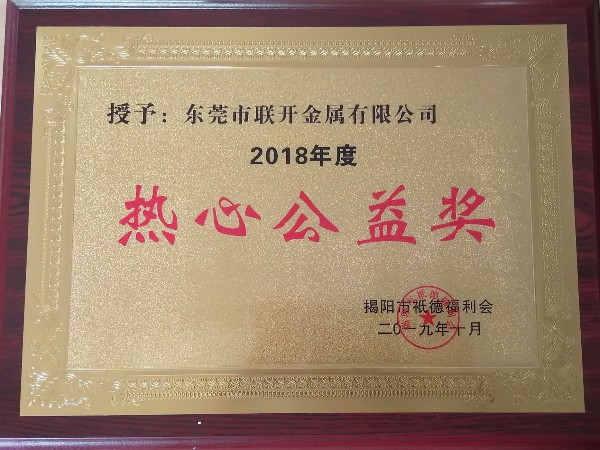 授予：东莞市联开金属有限公司
2018年度
热心公益奖
揭阳市祇德福利会
二〇一九年十月